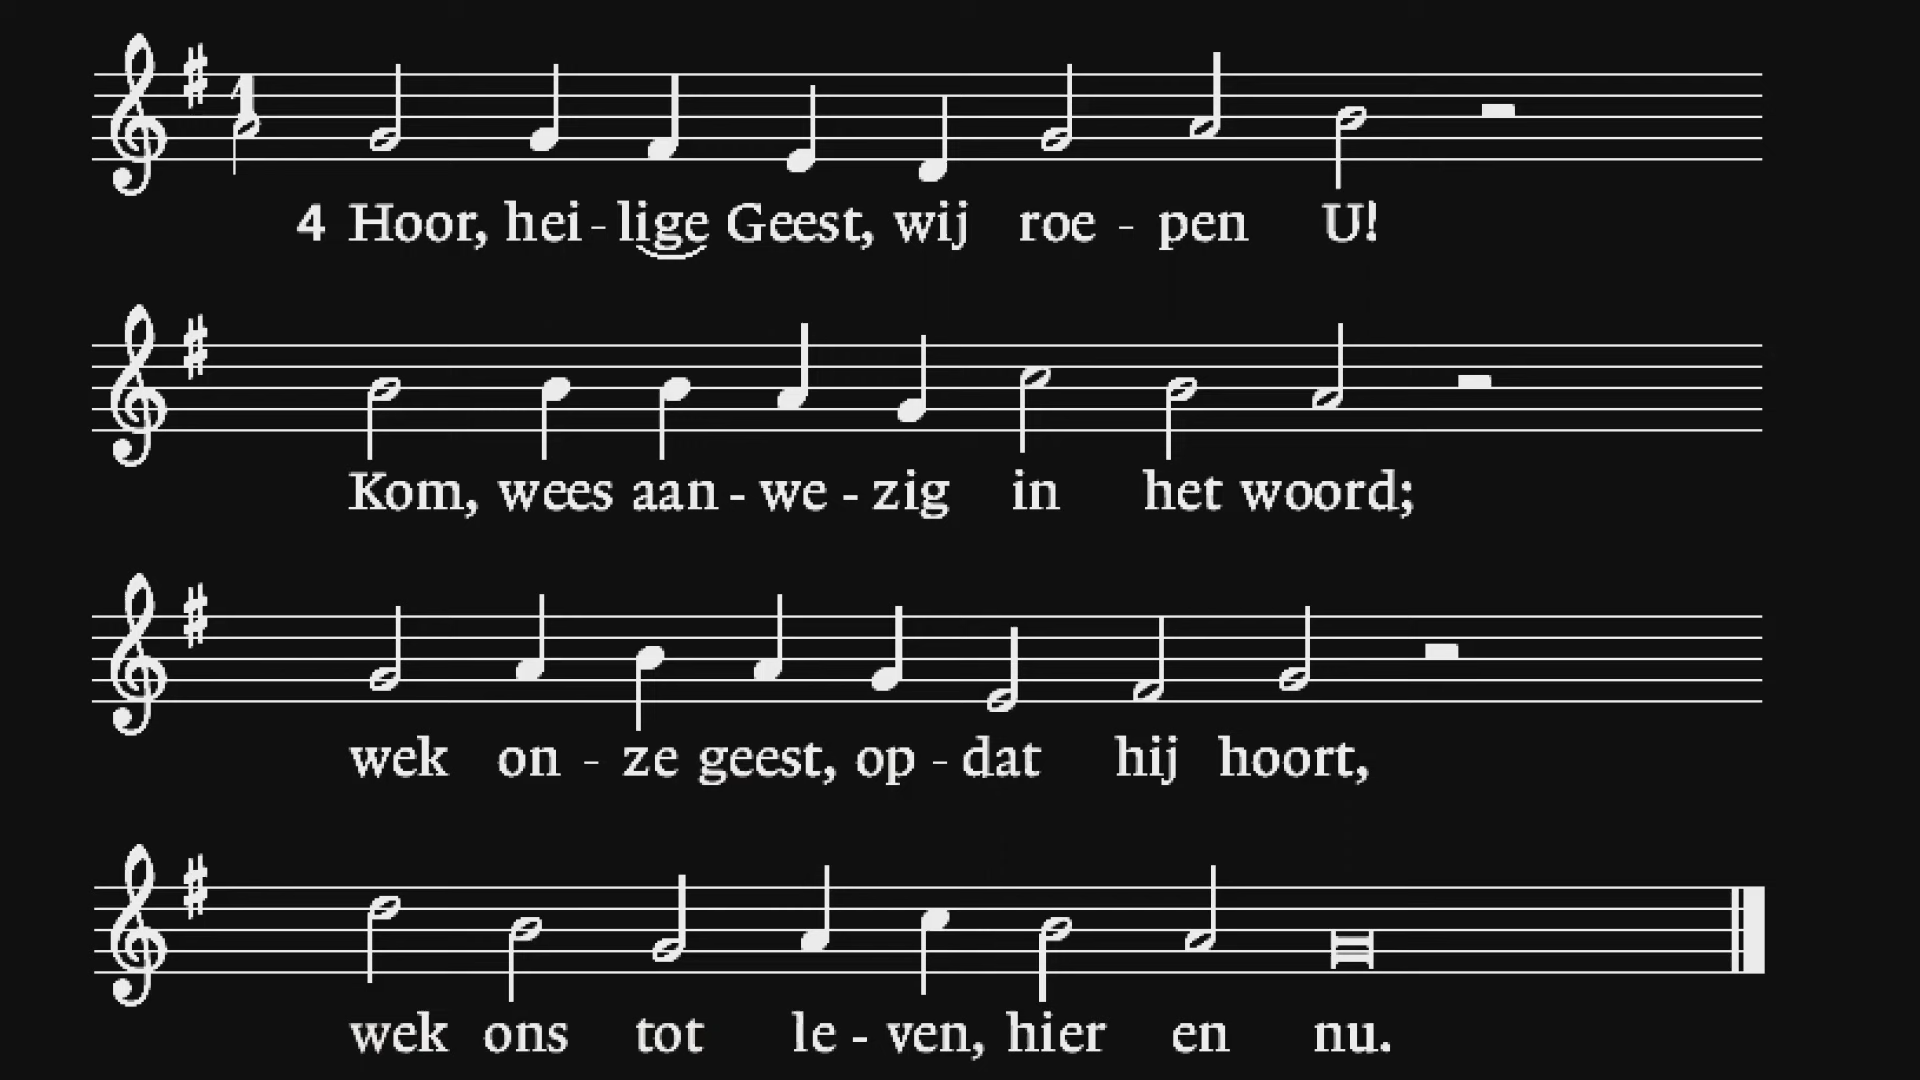 4 Hoor, hei - lige Geest, wij roe - pen U!
Kom, wees aan - we - zig in het woord;
wek on - ze geest, op - dat hij hoort,
wek ons tot le - ven, hier en nu.